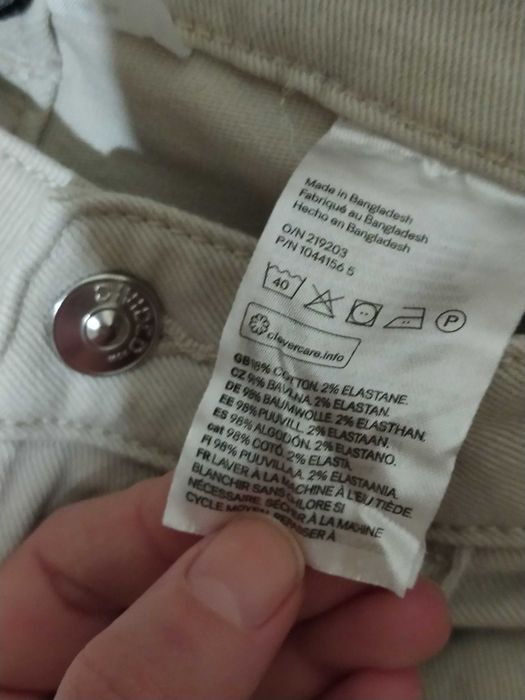 Made in Bangladesh
Fabriqué au Bangladesh
Hecho en Bangladesh
O/N 219203
P/N 1044156 5
40
P
clevercare.info
GB 98% COTTON. 2% ELASTANE.
CZ 98% BAVLNA. 2% ELASTAN.
DE 98% BAUMWOLLE. 2% ELASTHAN.
EE 98% PUUVILL. 2% ELASTAAN.
ES 98% ALGODÓN. 2% ELASTANO.
cat 98% COTÓ. 2% ELASTÀ.
FI 98% PUUVILLAA. 2% ELASTAANIA.
FR LAVER À LA MACHINE À L'EAU TIÈDE.
BLANCHIR SANS CHLORE SI
NÉCESSAIRE. SÉCHER À LA MACHINE
CYCLE MOYEN. REPASSER À